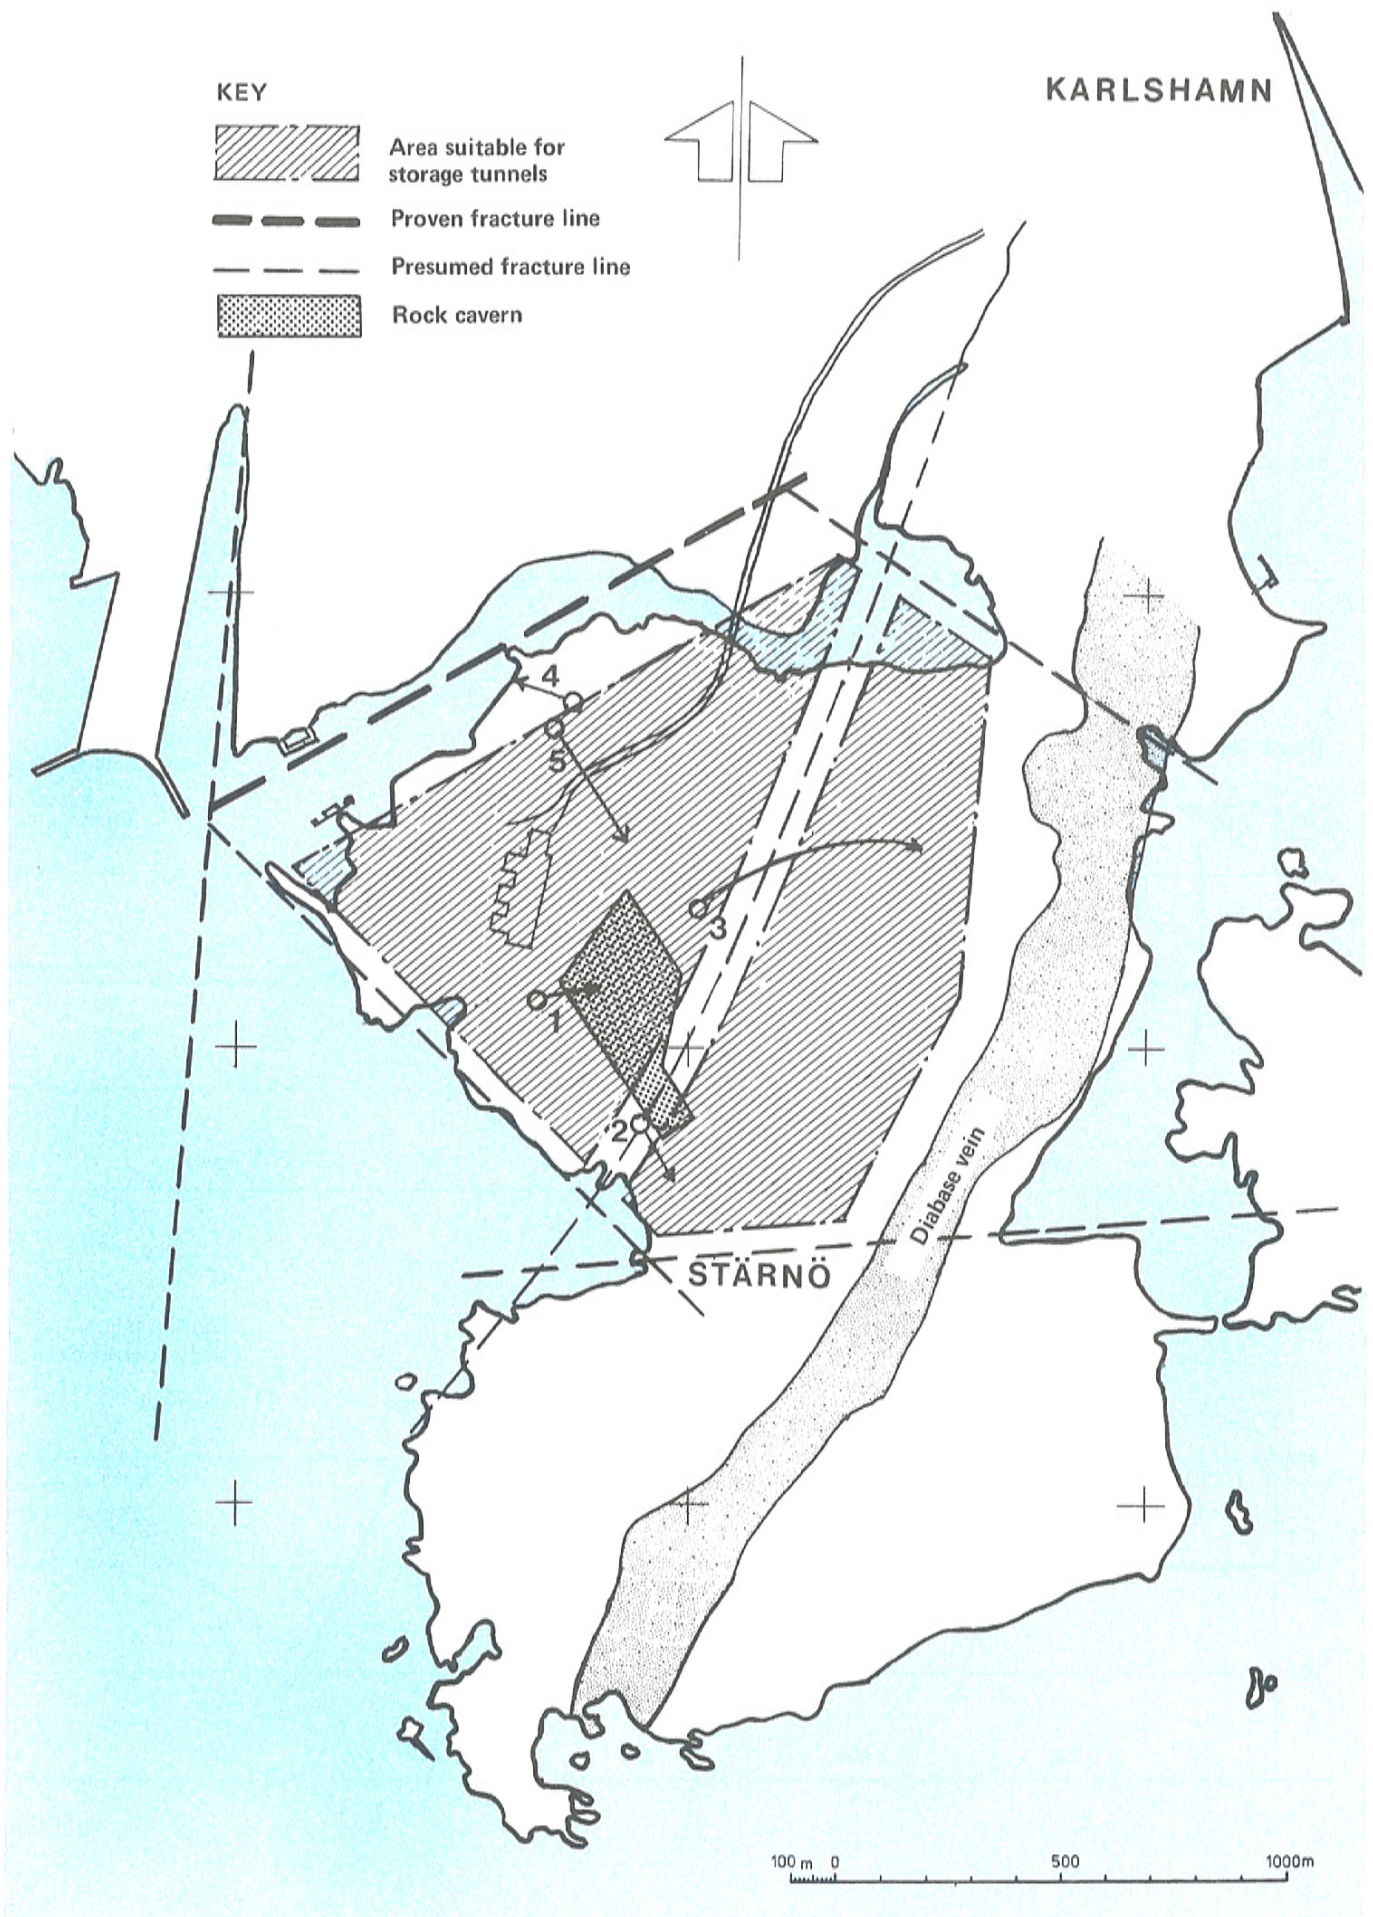 KEY
KARLSHAMN
Area suitable for
storage tunnels
Proven fracture line
Presumed fracture line
Rock cavern
4
5
3
1
2
Diabase vein
STÄRNÖ
100 m 0 500 1000m